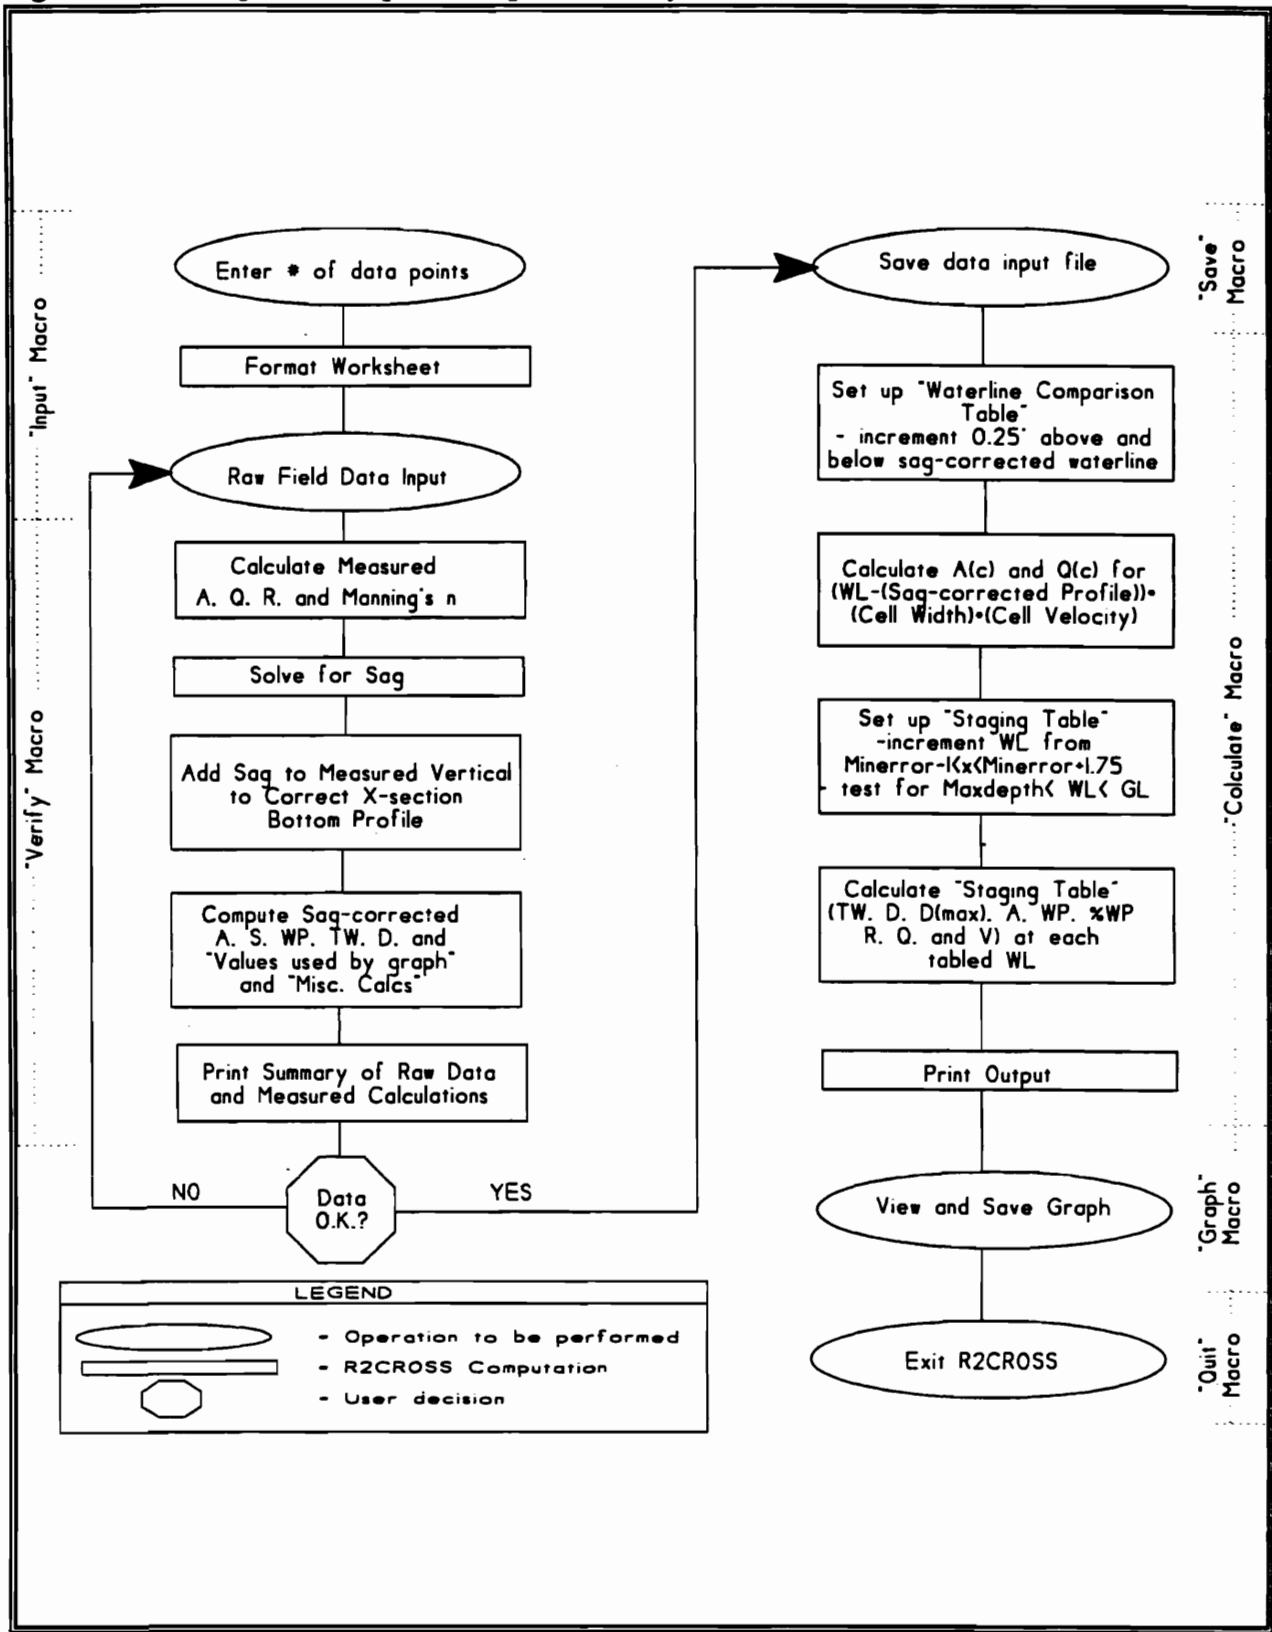 "Input" Macro
"Verify" Macro
Enter # of data points
Format Worksheet
Raw Field Data Input
Calculate Measured
A. Q. R. and Manning's n
Solve for Sag
Add Sag to Measured Vertical
to Correct X-section
Bottom Profile
Compute Sag-corrected
A. S. WP. TW. D. and
"Values used by graph"
and "Misc. Calcs"
Print Summary of Raw Data
and Measured Calculations
Data
O.K.?
NO
YES
Save data input file
Set up "Waterline Comparison
Table"
- increment 0.25' above and
below sag-corrected waterline
Calculate A(c) and Q(c) for
(WL-(Sag-corrected Profile))*
(Cell Width)*(Cell Velocity)
Set up "Staging Table"
-increment WL from
Minerror-1<x<Minerror+1.75
- test for Maxdepth< WL< GL
Calculate "Staging Table"
(TW. D. D(max). A. WP. %WP
R. Q. and V) at each
tabled WL
Print Output
View and Save Graph
Exit R2CROSS
"Save"
Macro
"Calculate" Macro
"Graph"
Macro
"Quit"
Macro
LEGEND
- Operation to be performed
- R2CROSS Computation
- User decision